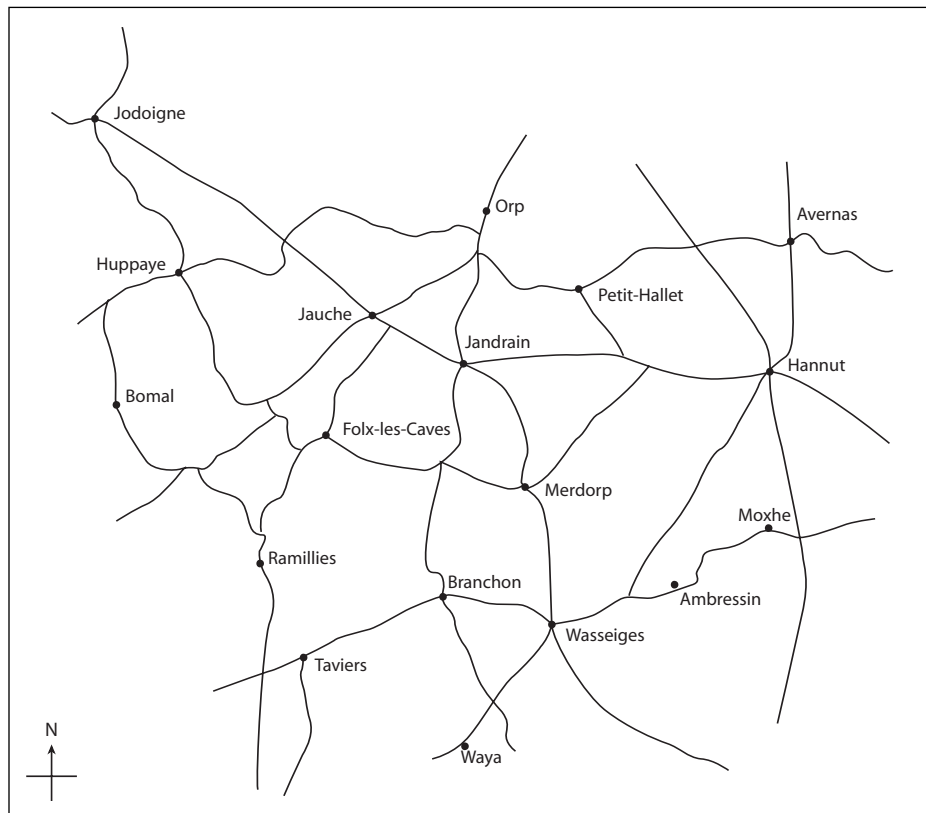 Jodoigne
Orp
Avernas
Huppaye
Petit-Hallet
Jauche
Jandrain
Hannut
Bomal
Folx-les-Caves
Merdorp
Moxhe
Ramillies
Branchon
Ambressin
Wasseiges
Taviers
N
Waya